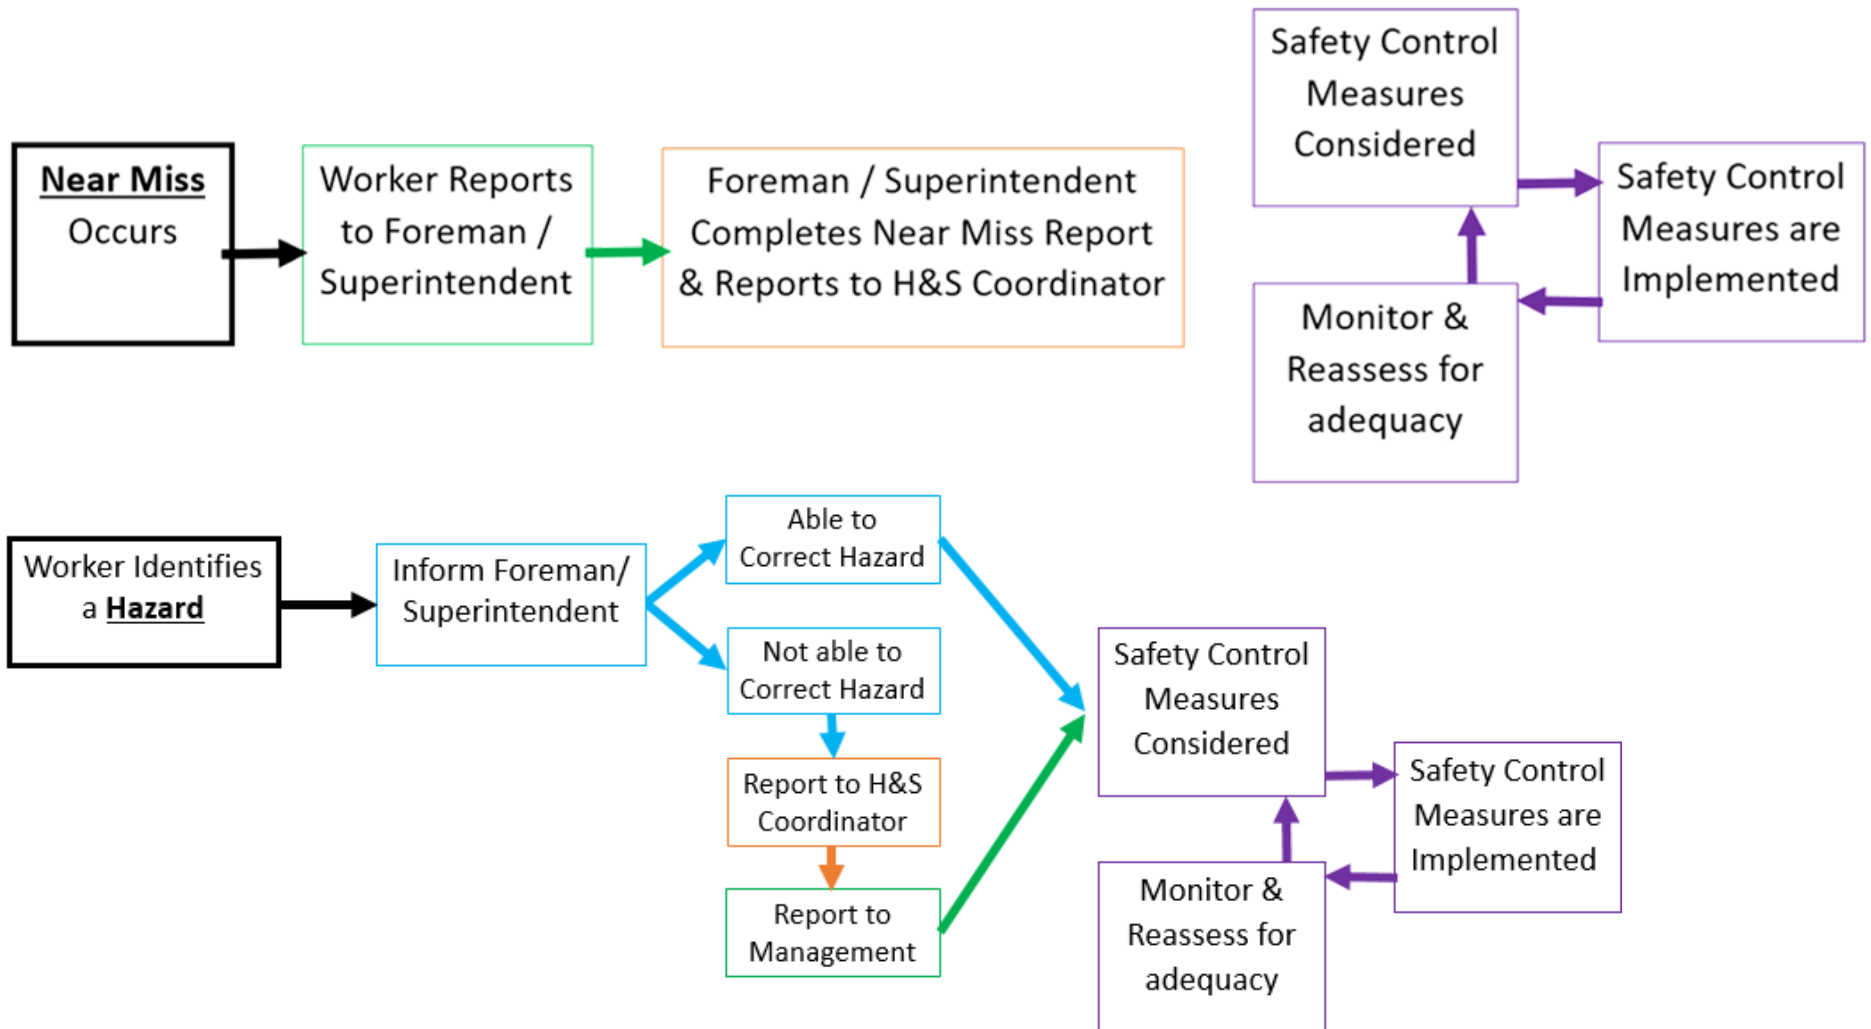 Near Miss
Occurs
Worker Reports
to Foreman /
Superintendent
Foreman / Superintendent
Completes Near Miss Report
& Reports to H&S Coordinator
Safety Control
Measures
Considered
Safety Control
Measures are
Implemented
Monitor &
Reassess for
adequacy
Worker Identifies
a Hazard
Inform Foreman/
Superintendent
Able to
Correct Hazard
Not able to
Correct Hazard
Report to H&S
Coordinator
Report to
Management
Safety Control
Measures
Considered
Safety Control
Measures are
Implemented
Monitor &
Reassess for
adequacy